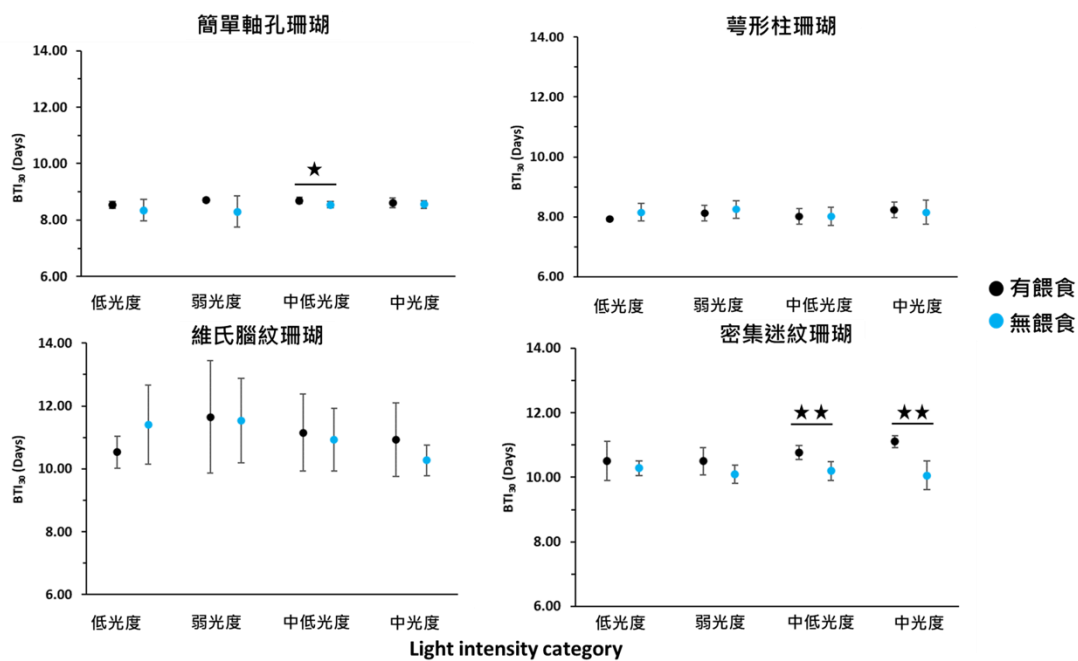 簡單軸孔珊瑚
14.00
12.00
10.00
8.00
6.00
BTI30 (Days)
★
低光度 弱光度 中低光度 中光度
萼形柱珊瑚
14.00
12.00
10.00
8.00
6.00
BTI30 (Days)
低光度 弱光度 中低光度 中光度
有餵食
無餵食
維氏腦紋珊瑚
14.00
12.00
10.00
8.00
6.00
BTI30 (Days)
低光度 弱光度 中低光度 中光度
密集迷紋珊瑚
14.00
12.00
10.00
8.00
6.00
BTI30 (Days)
★★ ★★
低光度 弱光度 中低光度 中光度
Light intensity category